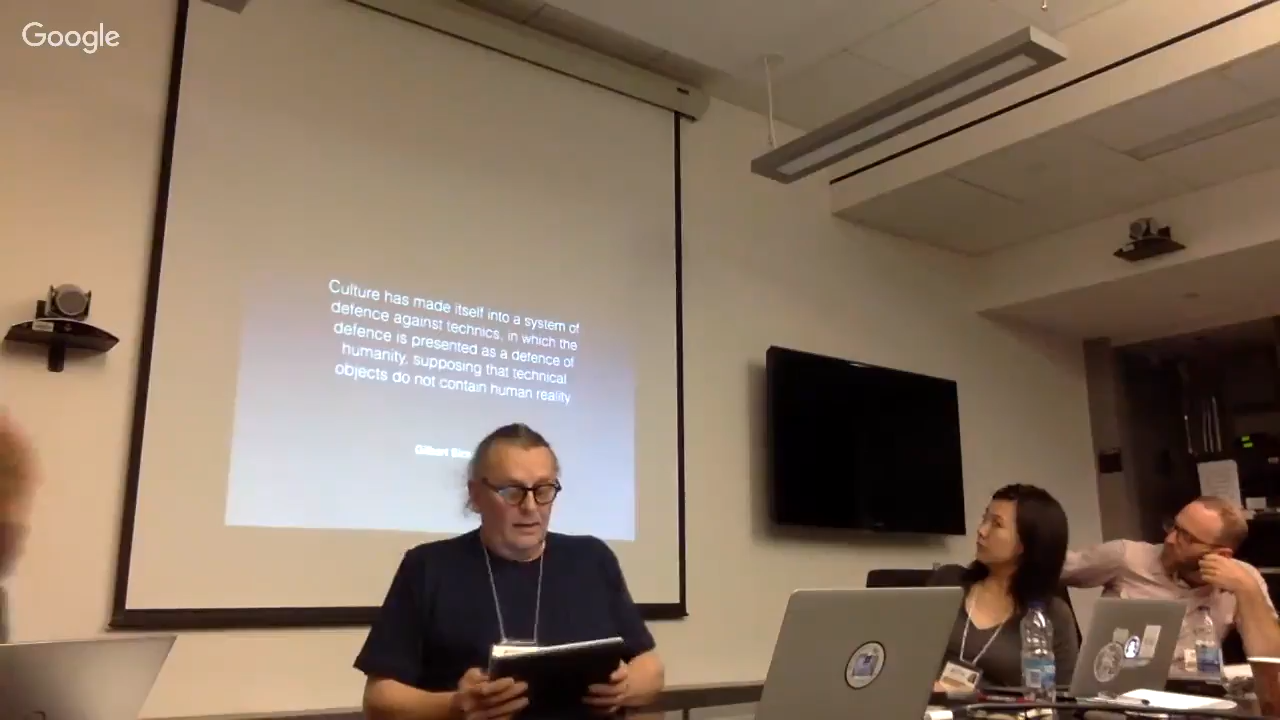 Google
Culture has made itself into a system of
defence against technics, in which the
defence is presented as a defence of
humanity, supposing that technical
objects do not contain human reality
Gilbert